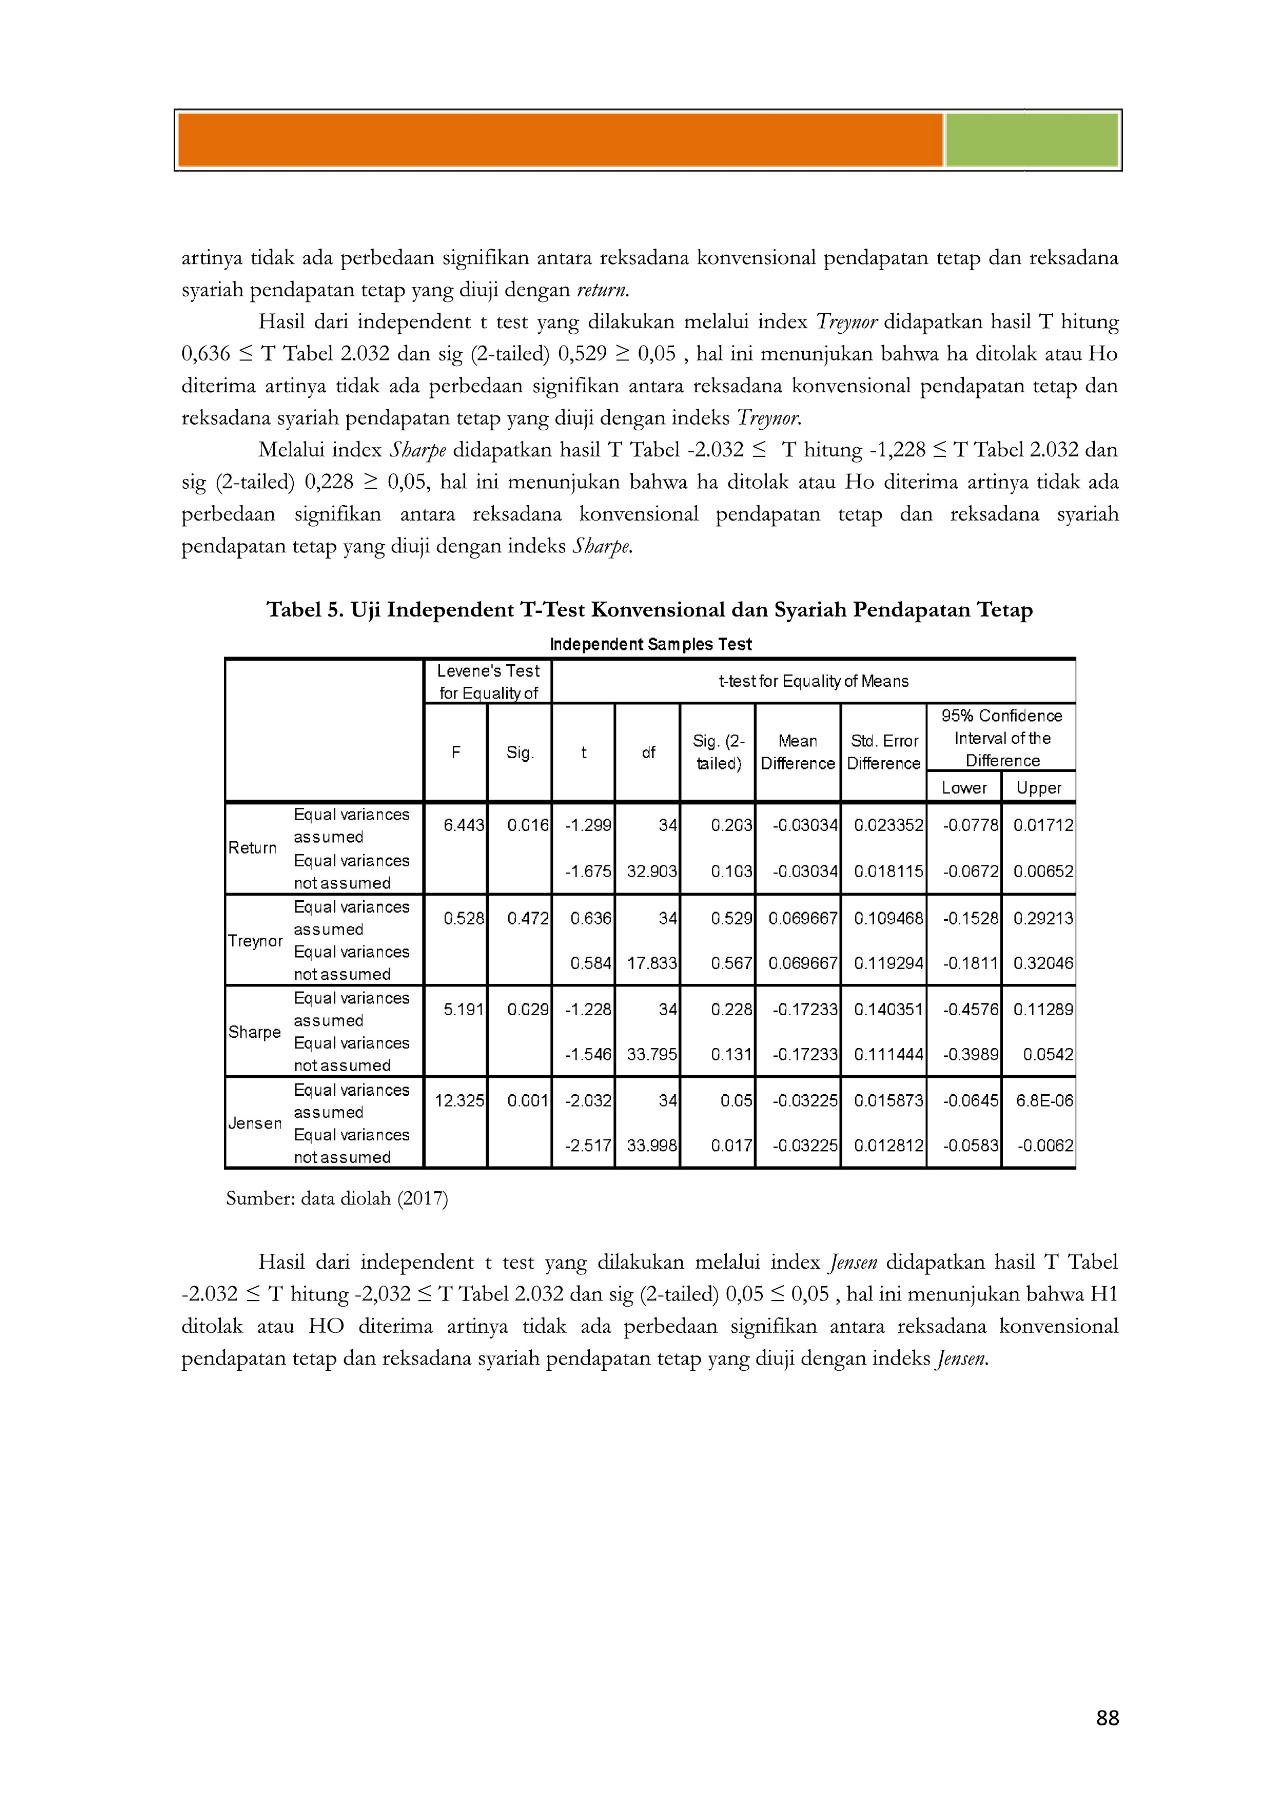 artinya tidak ada perbedaan signifikan antara reksadana konvensional pendapatan tetap dan reksadana
syariah pendapatan tetap yang diuji dengan return.
Hasil dari independent t test yang dilakukan melalui index Treynor didapatkan hasil T hitung
0,636 ≤ T Tabel 2.032 dan sig (2-tailed) 0,529 ≥ 0,05 , hal ini menunjukan bahwa ha ditolak atau Ho
diterima artinya tidak ada perbedaan signifikan antara reksadana konvensional pendapatan tetap dan
reksadana syariah pendapatan tetap yang diuji dengan indeks Treynor.
Melalui index Sharpe didapatkan hasil T Tabel -2.032 ≤ T hitung -1,228 ≤ T Tabel 2.032 dan
sig (2-tailed) 0,228 ≥ 0,05, hal ini menunjukan bahwa ha ditolak atau Ho diterima artinya tidak ada
perbedaan signifikan antara reksadana konvensional pendapatan tetap dan reksadana syariah
pendapatan tetap yang diuji dengan indeks Sharpe.
Tabel 5. Uji Independent T-Test Konvensional dan Syariah Pendapatan Tetap
Independent Samples Test
Levene's Test
for Equality of
t-test for Equality of Means
F
Sig.
t
df
Sig. (2-
tailed)
Mean
Difference
Std. Error
Difference
95% Confidence
Interval of the
Difference
Lower Upper
Return
Equal variances
assumed
6.443 0.016 -1.299 34 0.203 -0.03034 0.023352 -0.0778 0.01712
Equal variances
not assumed
-1.675 32.903 0.103 -0.03034 0.018115 -0.0672 0.00652
Treynor
Equal variances
assumed
0.528 0.472 0.636 34 0.529 0.069667 0.109468 -0.1528 0.29213
Equal variances
not assumed
0.584 17.833 0.567 0.069667 0.119294 -0.1811 0.32046
Sharpe
Equal variances
assumed
5.191 0.029 -1.228 34 0.228 -0.17233 0.140351 -0.4576 0.11289
Equal variances
not assumed
-1.546 33.795 0.131 -0.17233 0.111444 -0.3989 0.0542
Jensen
Equal variances
assumed
12.325 0.001 -2.032 34 0.05 -0.03225 0.015873 -0.0645 6.8E-06
Equal variances
not assumed
-2.517 33.998 0.017 -0.03225 0.012812 -0.0583 -0.0062
Sumber: data diolah (2017)
Hasil dari independent t test yang dilakukan melalui index Jensen didapatkan hasil T Tabel
-2.032 ≤ T hitung -2,032 ≤ T Tabel 2.032 dan sig (2-tailed) 0,05 ≤ 0,05 , hal ini menunjukan bahwa H1
ditolak atau HO diterima artinya tidak ada perbedaan signifikan antara reksadana konvensional
pendapatan tetap dan reksadana syariah pendapatan tetap yang diuji dengan indeks Jensen.
88